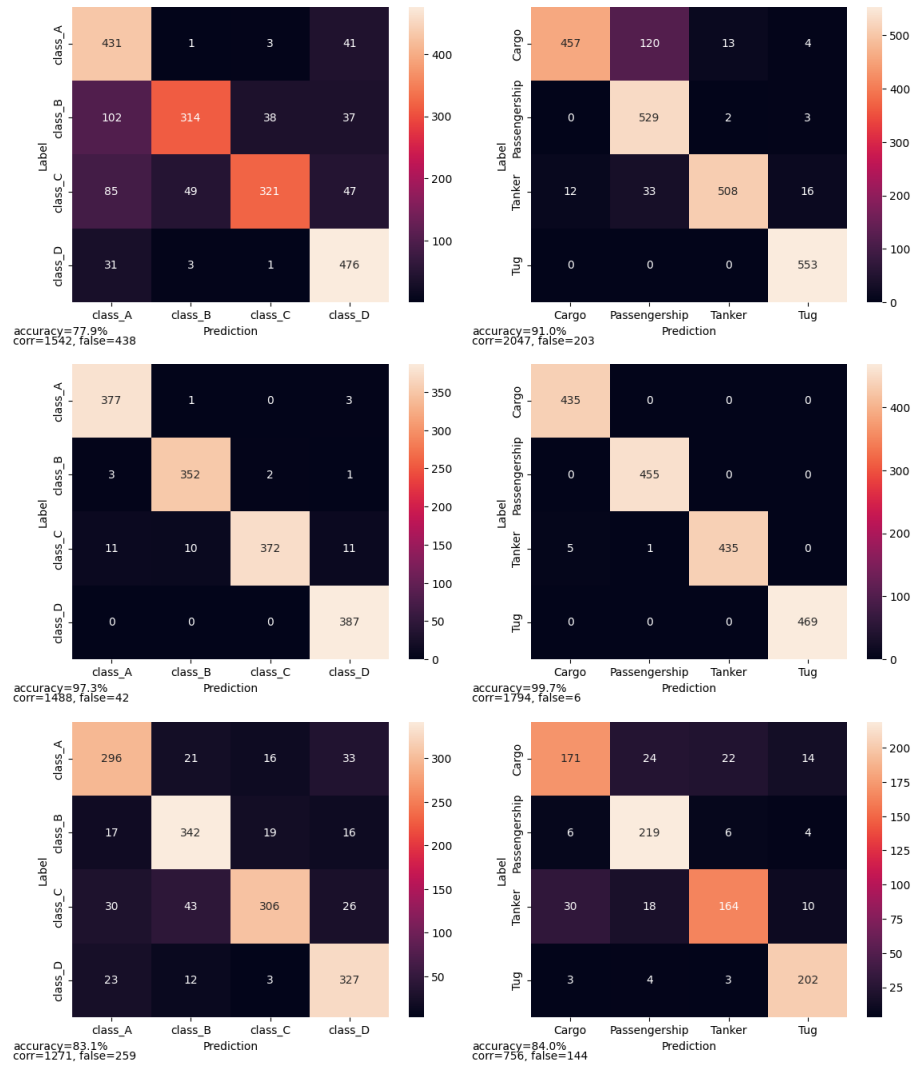 class_A 431 1 3 41
class_B 102 314 38 37
class_C 85 49 321 47
class_D 31 3 1 476
class_A class_B class_C class_D
Label
Prediction
400
300
200
100
accuracy=77.9%
corr=1542, false=438
Cargo 457 120 13 4
Passengership 0 529 2 3
Tanker 12 33 508 16
Tug 0 0 0 553
Cargo Passengership Tanker Tug
Label
Prediction
500
400
300
200
100
0
accuracy=91.0%
corr=2047, false=203
class_A 377 1 0 3
class_B 3 352 2 1
class_C 11 10 372 11
class_D 0 0 0 387
class_A class_B class_C class_D
Label
Prediction
350
300
250
200
150
100
50
0
accuracy=97.3%
corr=1488, false=42
Cargo 435 0 0 0
Passengership 0 455 0 0
Tanker 5 1 435 0
Tug 0 0 0 469
Cargo Passengership Tanker Tug
Label
Prediction
400
300
200
100
0
accuracy=99.7%
corr=1794, false=6
class_A 296 21 16 33
class_B 17 342 19 16
class_C 30 43 306 26
class_D 23 12 3 327
class_A class_B class_C class_D
Label
Prediction
300
250
200
150
100
50
accuracy=83.1%
corr=1271, false=259
Cargo 171 24 22 14
Passengership 6 219 6 4
Tanker 30 18 164 10
Tug 3 4 3 202
Cargo Passengership Tanker Tug
Label
Prediction
200
175
150
125
100
75
50
25
accuracy=84.0%
corr=756, false=144